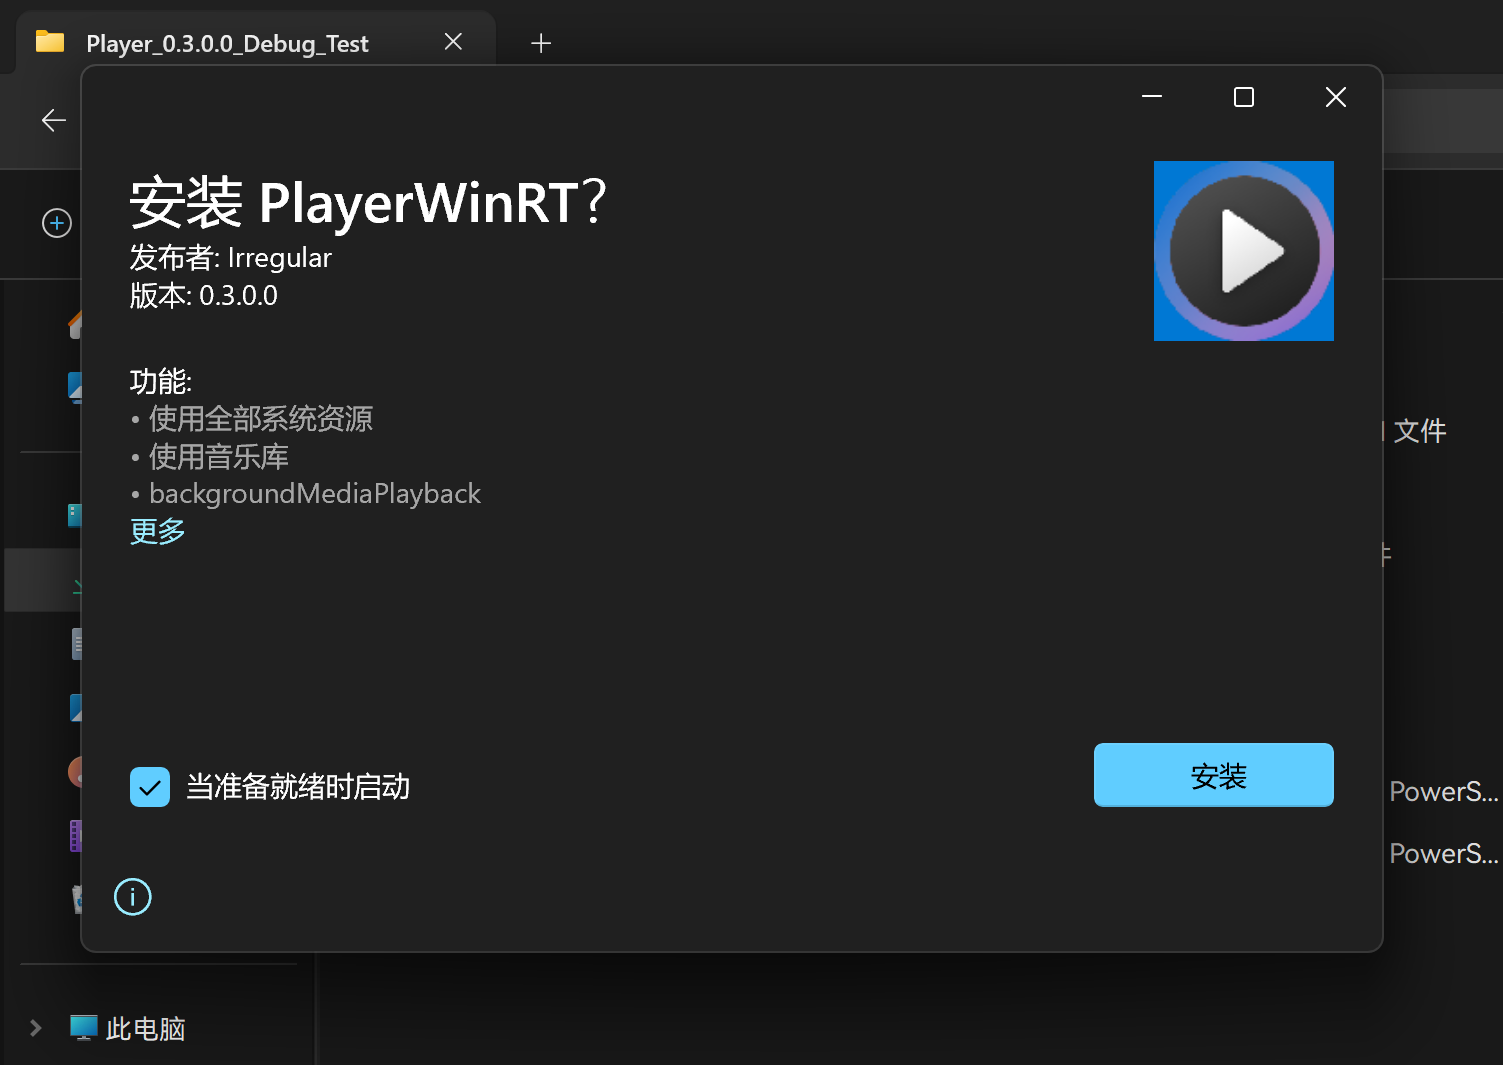 Player_0.3.0.0_Debug_Test
安装 PlayerWinRT?
发布者: Irregular
版本: 0.3.0.0
功能:
• 使用全部系统资源
• 使用音乐库
• backgroundMediaPlayback
更多
当准备就绪时启动
安装
文件
PowerS...
PowerS...
此电脑